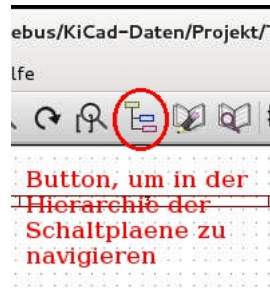 ebus/KiCad-Daten/Projekt/
lfe
Button, um in der
Hierarchie der
Schaltplaene zu
navigieren